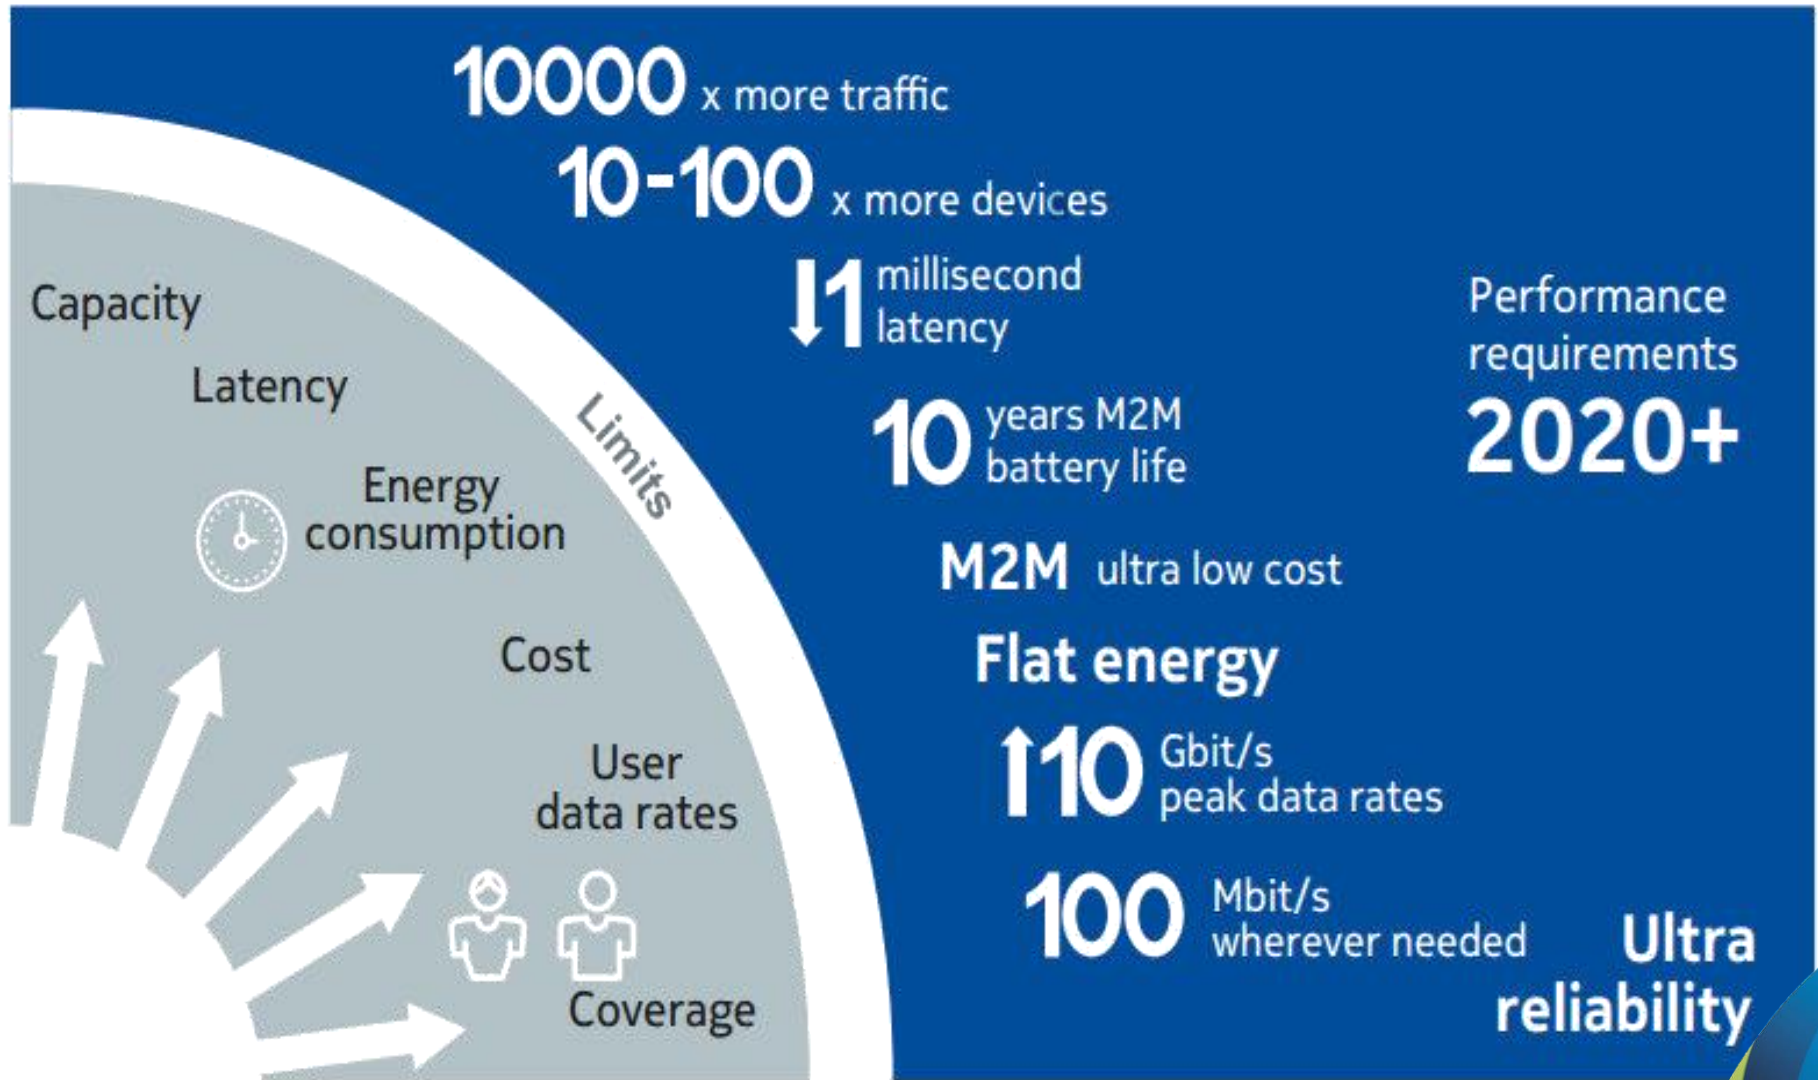 10000 x more traffic
10-100 x more devices
1 millisecond
latency
10 years M2M
battery life
M2M ultra low cost
Flat energy
10 Gbit/s
peak data rates
100 Mbit/s
wherever needed
Ultra
reliability
Performance
requirements
2020+
Limits
Capacity
Latency
Energy
consumption
Cost
User
data rates
Coverage